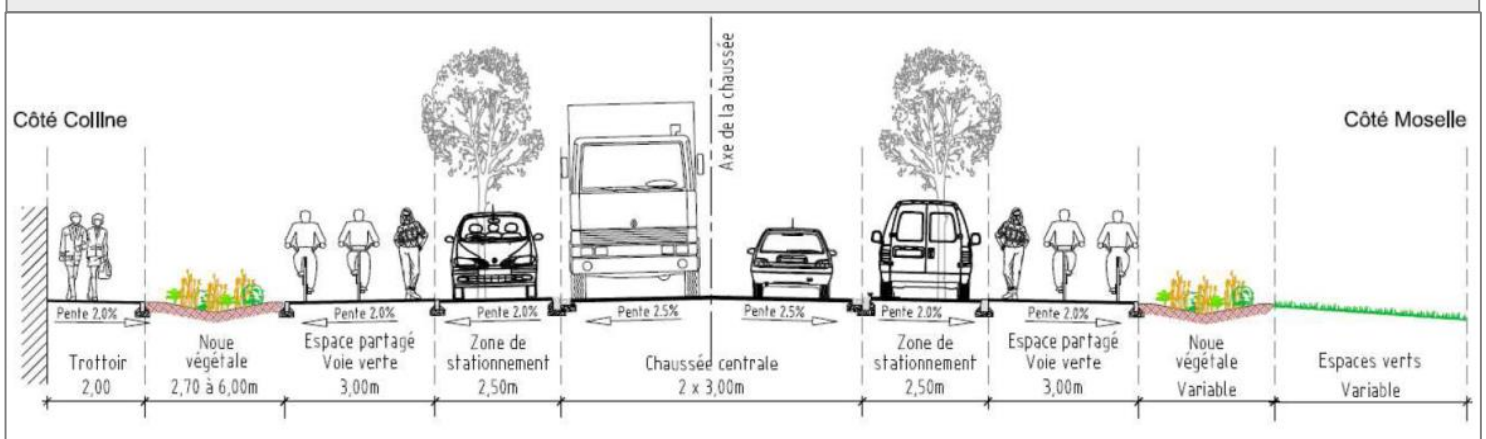 Axe de la chaussée
Côté Colline
Côté Moselle
Pente 2.0%
Pente 2.0%
Pente 2.0%
Pente 2.5%
Pente 2.5%
Pente 2.0%
Pente 2.0%
Trottoir
2,00
Noue
végétale
2,70 à 6,00m
Espace partagé
Voie verte
3,00m
Zone de
stationnement
2,50m
Chaussée centrale
2 x 3,00m
Zone de
stationnement
2,50m
Espace partagé
Voie verte
3,00m
Noue
végétale
Variable
Espaces verts
Variable